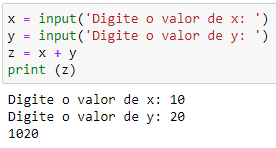 x = input('Digite o valor de x: ')
y = input('Digite o valor de y: ')
z = x + y
print (z)
Digite o valor de x: 10
Digite o valor de y: 20
1020